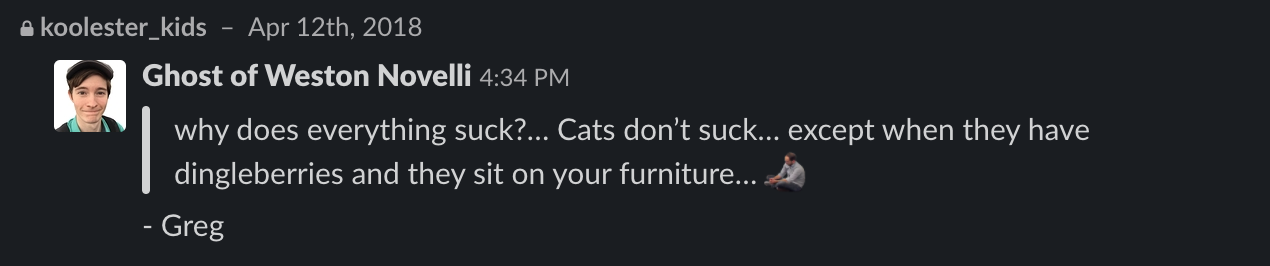 koolester_kids – Apr 12th, 2018
Ghost of Weston Novelli 4:34 PM
why does everything suck?... Cats don’t suck... except when they have
dingleberries and they sit on your furniture...
- Greg